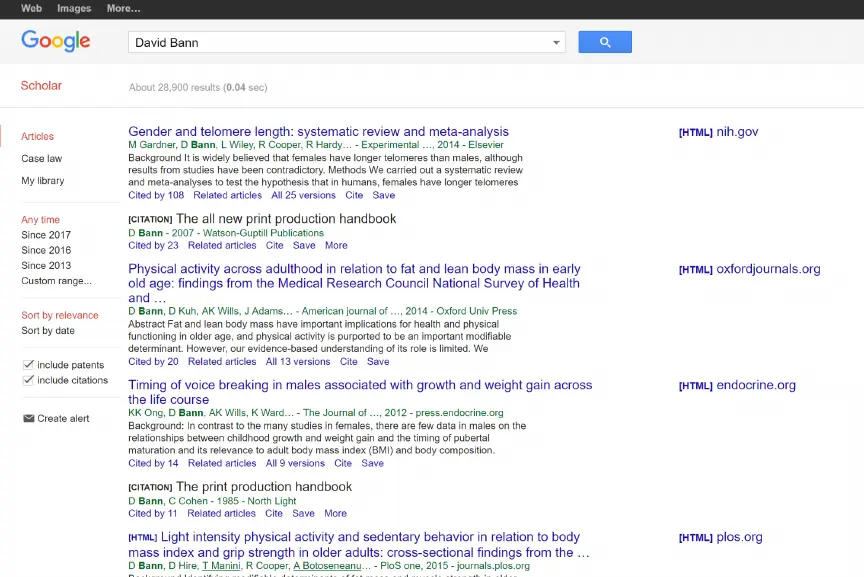 Web Images More…
Google
David Bann
Scholar
About 28,900 results (0.04 sec)
Articles
Case law
My library
Any time
Since 2017
Since 2016
Since 2013
Custom range...
Sort by relevance
Sort by date
include patents
include citations
Create alert
Gender and telomere length: systematic review and meta-analysis
[HTML] nih.gov
M Gardner, D Bann, L Wiley, R Cooper, R Hardy… - Experimental …, 2014 - Elsevier
Background It is widely believed that females have longer telomeres than males, although
results from studies have been contradictory. Methods We carried out a systematic review
and meta-analyses to test the hypothesis that in humans, females have longer telomeres
Cited by 108 Related articles All 25 versions Cite Save
[CITATION] The all new print production handbook
D Bann - 2007 - Watson-Guptill Publications
Cited by 23 Related articles Cite Save More
Physical activity across adulthood in relation to fat and lean body mass in early
old age: findings from the Medical Research Council National Survey of Health
and …
[HTML] oxfordjournals.org
D Bann, D Kuh, AK Wills, J Adams… - American journal of …, 2014 - Oxford Univ Press
Abstract Fat and lean body mass have important implications for health and physical
functioning in older age, and physical activity is purported to be an important modifiable
determinant. However, our evidence-based understanding of its role is limited. We
Cited by 20 Related articles All 13 versions Cite Save
Timing of voice breaking in males associated with growth and weight gain across
the life course
[HTML] endocrine.org
KK Ong, D Bann, AK Wills, K Ward… - The Journal of …, 2012 - press.endocrine.org
Background: In contrast to the many studies in females, there are few data in males on the
relationships between childhood growth and weight gain and the timing of pubertal
maturation and its relevance to adult body mass index (BMI) and body composition.
Cited by 14 Related articles All 9 versions Cite Save
[CITATION] The print production handbook
D Bann, C Cohen - 1985 - North Light
Cited by 11 Related articles Cite Save More
[HTML] Light intensity physical activity and sedentary behavior in relation to body
mass index and grip strength in older adults: cross-sectional findings from the …
[HTML] plos.org
D Bann, D Hire, T Manini, R Cooper, A Botoseneanu… - PloS one, 2015 - journals.plos.org